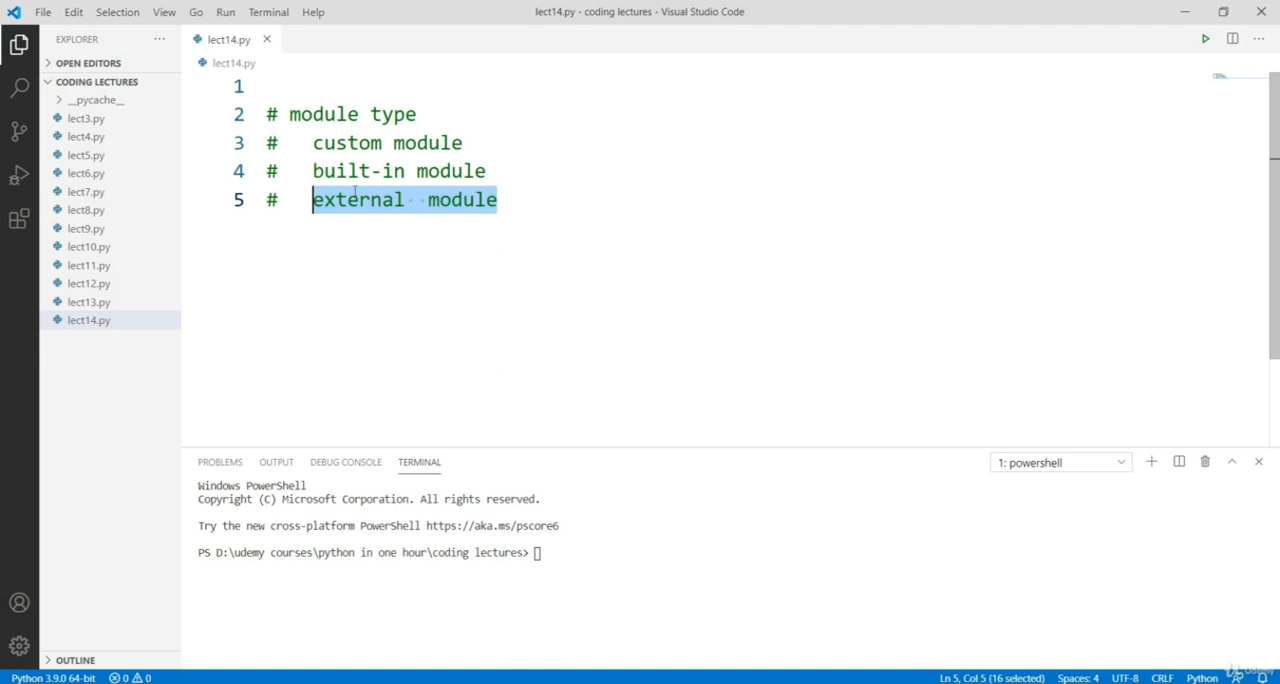 File Edit Selection View Go Run Terminal Help
lect14.py - coding lectures - Visual Studio Code
EXPLORER
OPEN EDITORS
CODING LECTURES
__pycache__
lect3.py
lect4.py
lect5.py
lect6.py
lect7.py
lect8.py
lect9.py
lect10.py
lect11.py
lect12.py
lect13.py
lect14.py
OUTLINE
lect14.py
lect14.py
1
2 # module type
3 #   custom module
4 #   built-in module
5 #   external  module
PROBLEMS OUTPUT DEBUG CONSOLE TERMINAL
1: powershell
Windows PowerShell
Copyright (C) Microsoft Corporation. All rights reserved.
Try the new cross-platform PowerShell https://aka.ms/pscore6
PS D:\udemy courses\python in one hour\coding lectures>
Python 3.9.0 64-bit 0 0
Ln 5, Col 5 (16 selected) Spaces: 4 UTF-8 CRLF Python
Udemy